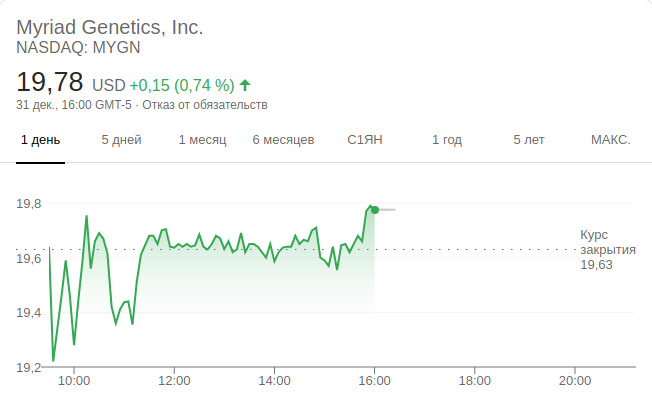 Myriad Genetics, Inc.
NASDAQ: MYGN
19,78 USD +0,15 (0,74 %)
31 дек., 16:00 GMT-5 · Отказ от обязательств
1 день 5 дней 1 месяц 6 месяцев С1ЯН 1 год 5 лет МАКС.
19,8
19,6
19,4
19,2
Курс
закрытия
19,63
10:00 12:00 14:00 16:00 18:00 20:00